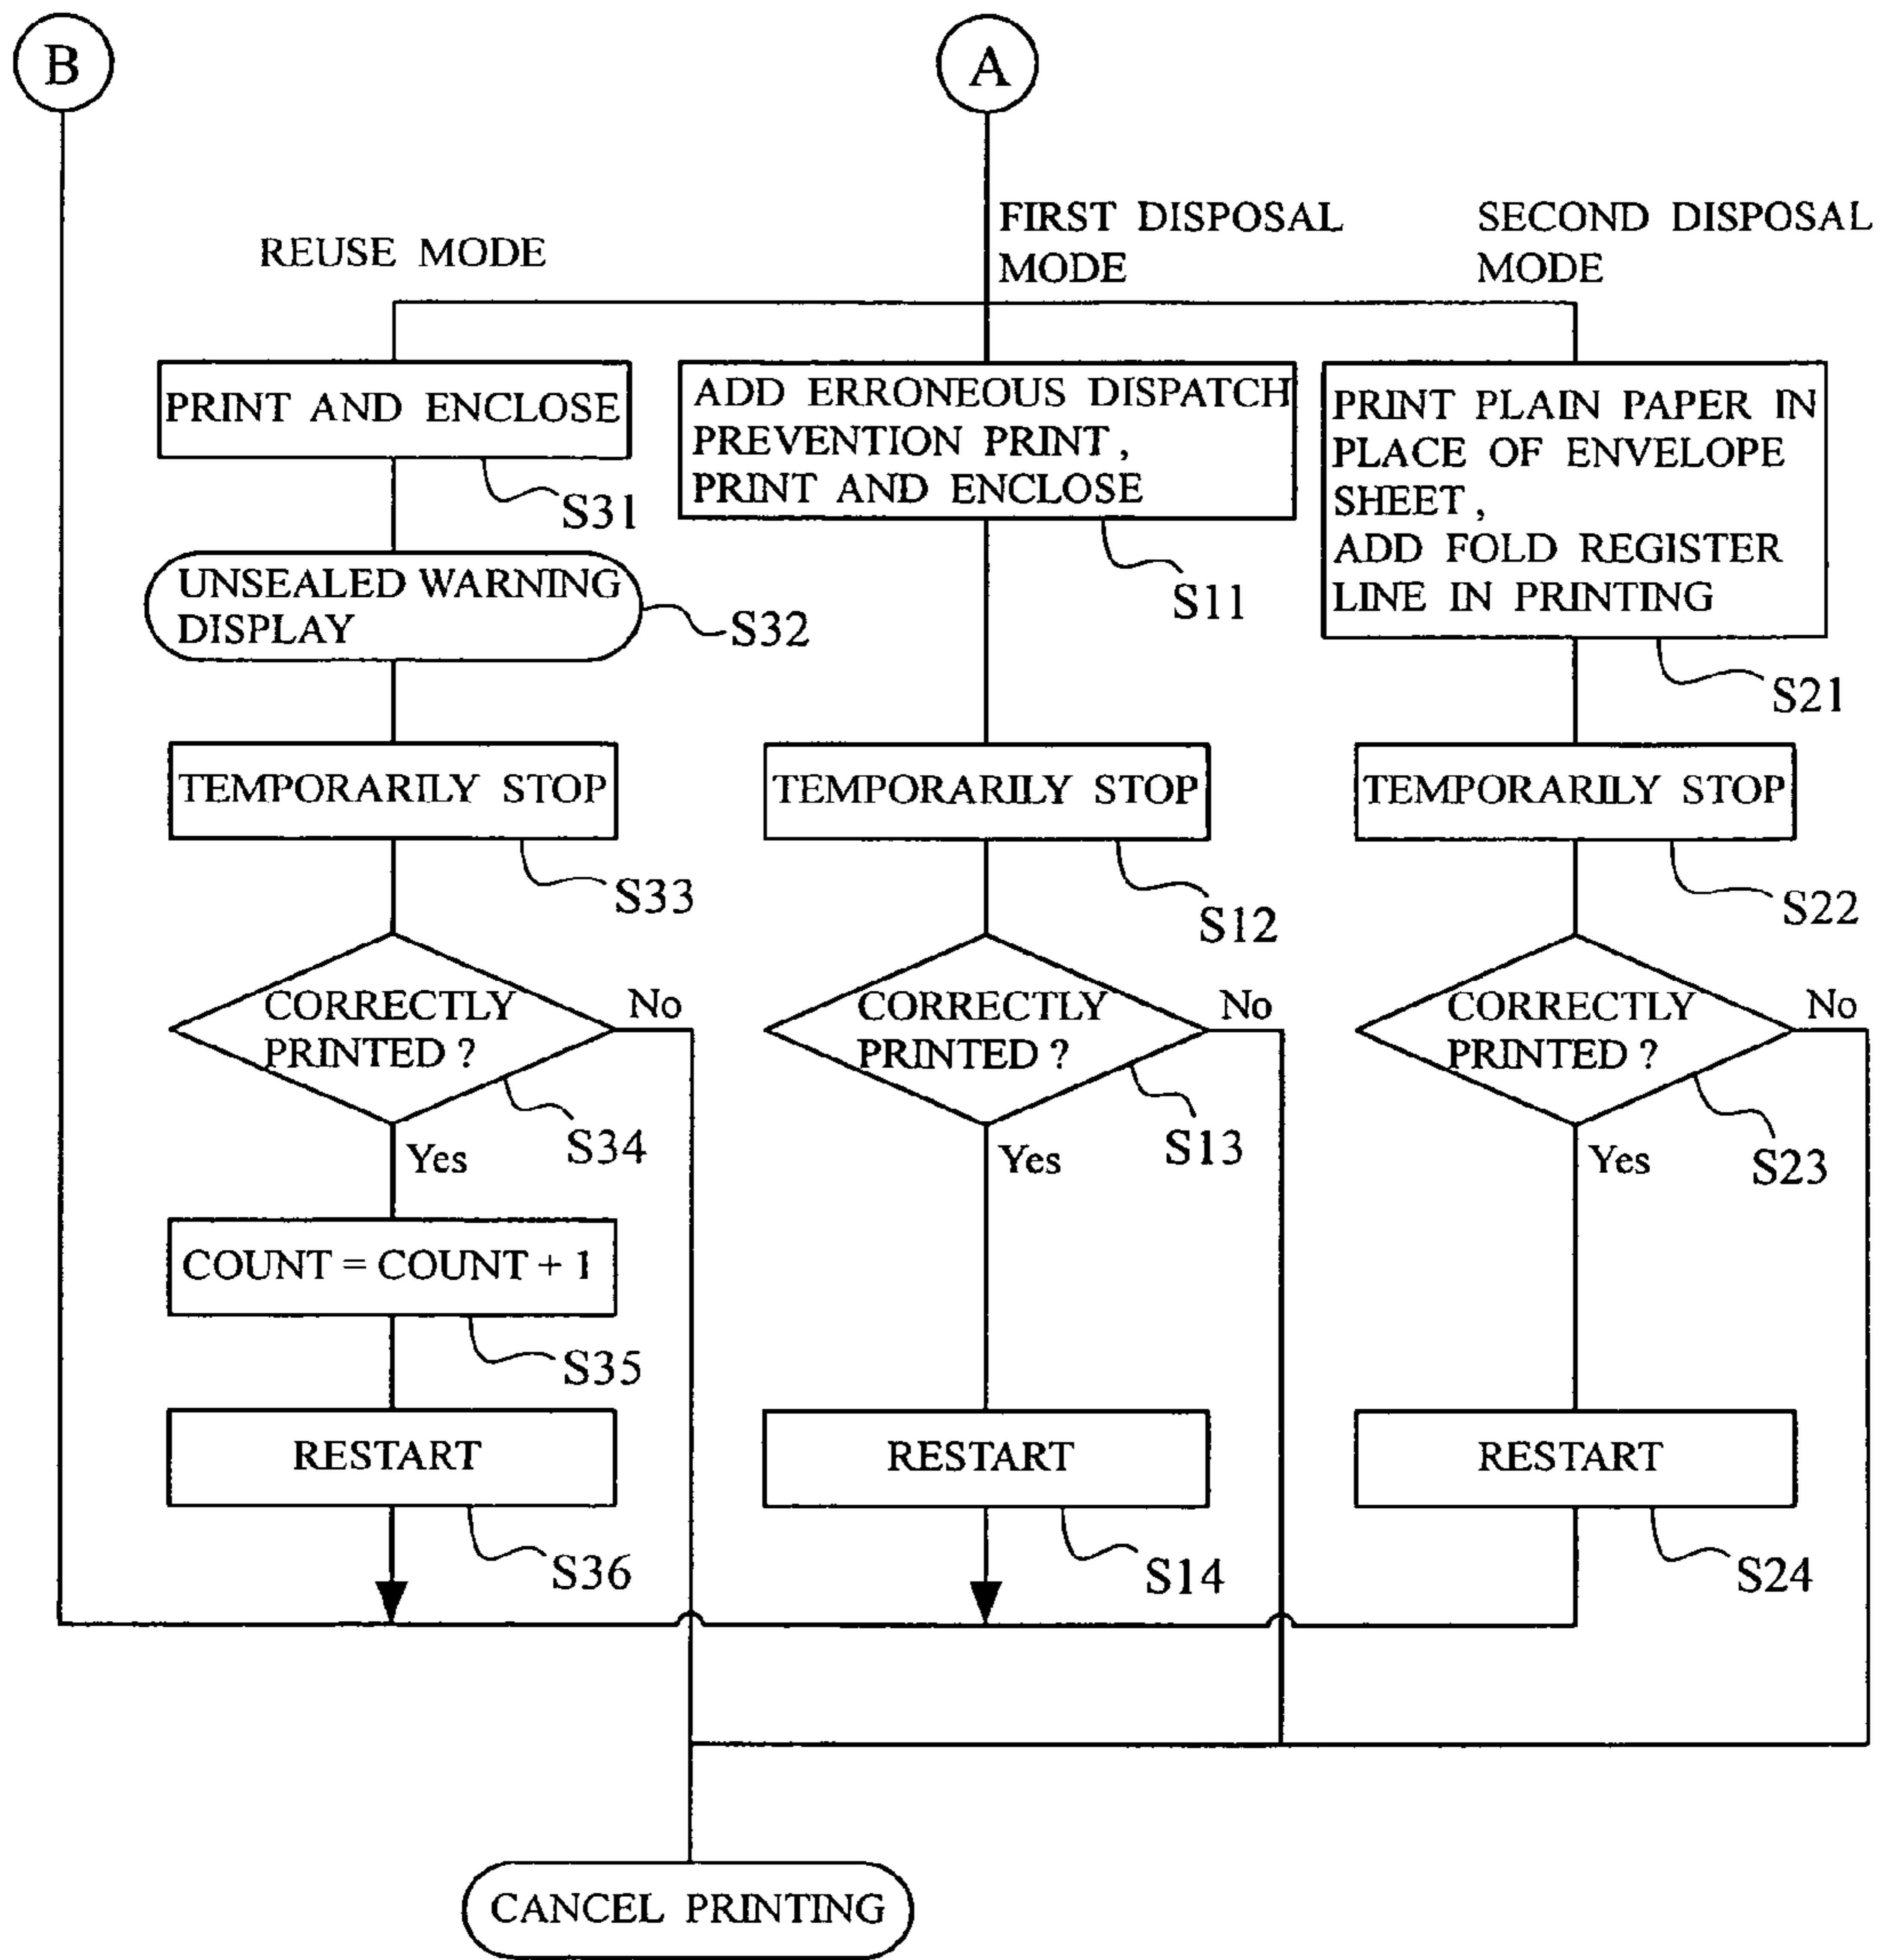 B
A
REUSE MODE
FIRST DISPOSAL
MODE
SECOND DISPOSAL
MODE
PRINT AND ENCLOSE
S31
UNSEALED WARNING
DISPLAY
S32
TEMPORARILY STOP
S33
CORRECTLY
PRINTED ?
No
S34
Yes
COUNT = COUNT + 1
S35
RESTART
S36
ADD ERRONEOUS DISPATCH
PREVENTION PRINT ,
PRINT AND ENCLOSE
S11
TEMPORARILY STOP
S12
CORRECTLY
PRINTED ?
No
S13
Yes
RESTART
S14
PRINT PLAIN PAPER IN
PLACE OF ENVELOPE
SHEET ,
ADD FOLD REGISTER
LINE IN PRINTING
S21
TEMPORARILY STOP
S22
CORRECTLY
PRINTED ?
No
S23
Yes
RESTART
S24
CANCEL PRINTING